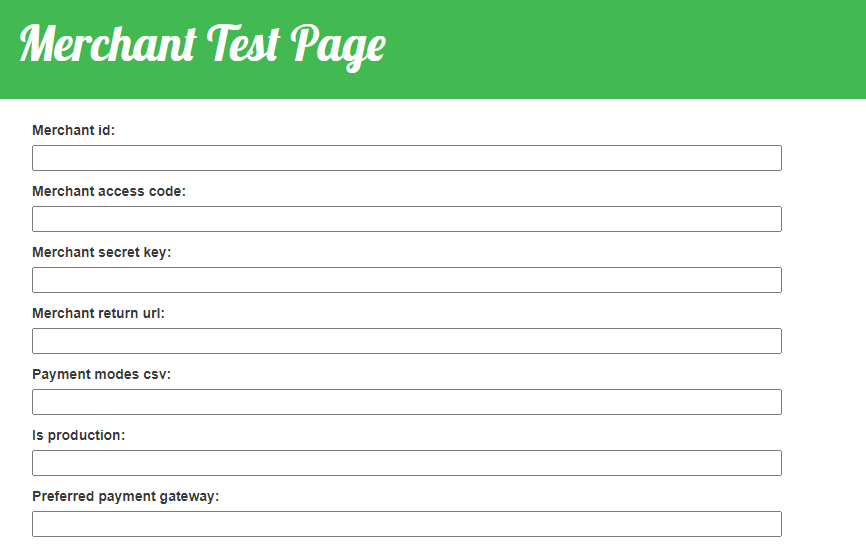 Merchant Test Page
Merchant id:
Merchant access code:
Merchant secret key:
Merchant return url:
Payment modes csv:
Is production:
Preferred payment gateway: